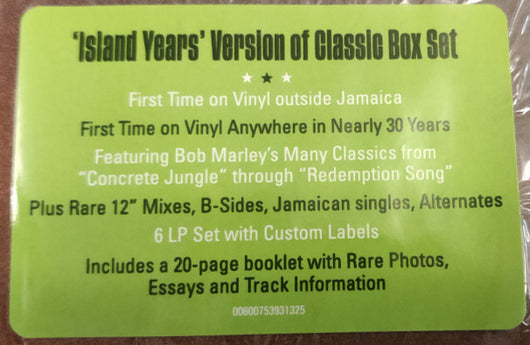 ‘Island Years’ Version of Classic Box Set
First Time on Vinyl outside Jamaica
First Time on Vinyl Anywhere in Nearly 30 Years
Featuring Bob Marley’s Many Classics from
“Concrete Jungle” through “Redemption Song”
Plus Rare 12” Mixes, B-Sides, Jamaican singles, Alternates
6 LP Set with Custom Labels
Includes a 20-page booklet with Rare Photos,
Essays and Track Information
00600753931325